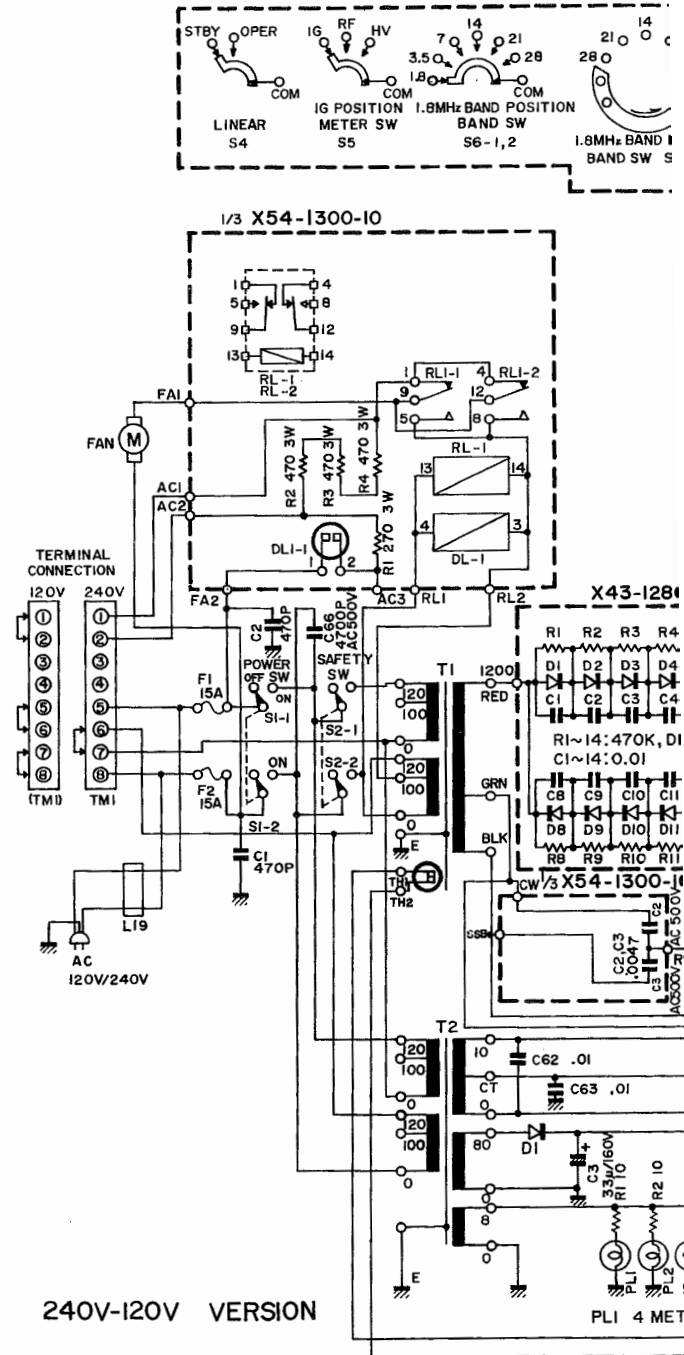 STBY OPER
IG RF HV
14
7 21
3.5 28
1.8
COM COM COM
14
21
28
LINEAR
S4
IG POSITION
METER SW
S5
1.8MHz BAND POSITION
BAND SW
S6-1,2
1.8MHz BAND
BAND SW S
1/3 X54-1300-10
1 4
5 8
9 12
13 14
RL-1
RL-2
1 RL1-1 4 RL1-2
9 12
5 8
FA1
FAN M
R2 470 3W
R3 470 3W
R4 470 3W
RL-1
13 14
AC1
AC2
4 3
DL-1
DL1-1
1 2
R1 270 3W
FA2 AC3 RL1 RL2
TERMINAL
CONNECTION
120V 240V
1 1
2 2
3 3
4 4
5 5
6 6
7 7
8 8
(TM1) TM1
C2
470P
C66
4700P
AC500V
F1
15A
POWER
OFF SW
ON
S1-1
SAFETY
SW
S2-1
ON
S2-2
F2
15A
S1-2
C1
470P
T1
120
100
0
120
100
0
E
1200
RED
GRN
BLK
TH1
TH2
X43-128
R1 R2 R3 R4
D1 D2 D3 D4
C1 C2 C3 C4
R1~14:470K, D1
C1~14:0.01
C8 C9 C10 C11
D8 D9 D10 D11
R8 R9 R10 R11
CW 1/3 X54-1300-1
SSB
C2,C3
.0047
C2
C3
AC500V
AC500V
R
L19
AC
120V/240V
T2
120
100
0
120
100
0
E
10
CT
0
80
0
8
0
C62 .01
C63 .01
D1
C3
33μ/160V
R1 10
R2 10
PL1 PL2
240V-120V VERSION
PL1 4 MET